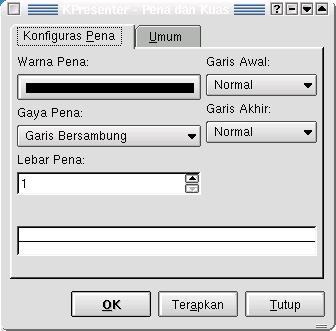 KPresenter - Pena dan Kuas
Konfiguras Pena
Umum
Warna Pena:
Garis Awal:
Normal
Gaya Pena:
Garis Akhir:
Garis Bersambung
Normal
Lebar Pena:
1
OK
Terapkan
Tutup